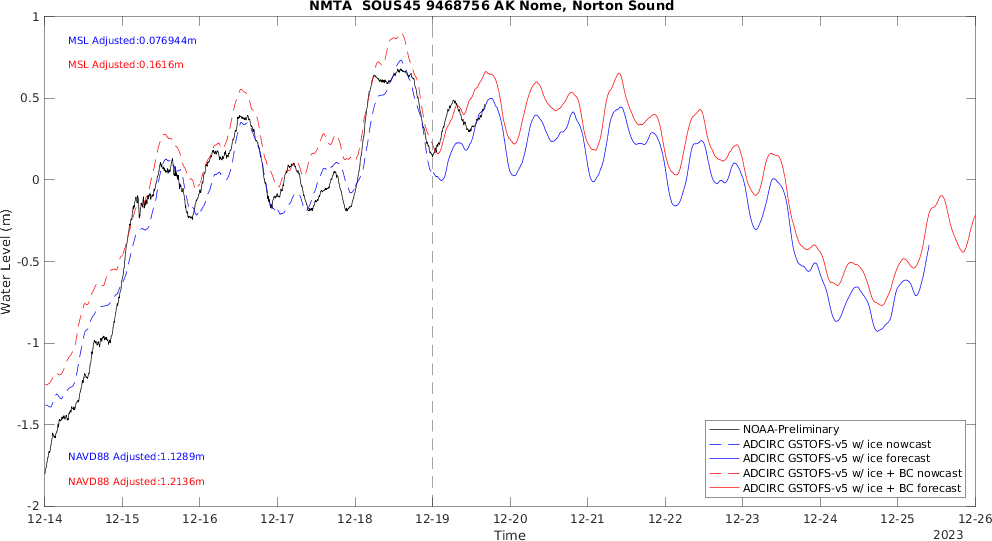 NMTA SOUS45 9468756 AK Nome, Norton Sound
MSL Adjusted:0.076944m
MSL Adjusted:0.1616m
NAVD88 Adjusted:1.1289m
NAVD88 Adjusted:1.2136m
Water Level (m)
1
0.5
0
-0.5
-1
-1.5
-2
NOAA-Preliminary
ADCIRC GSTOFS-v5 w/ ice nowcast
ADCIRC GSTOFS-v5 w/ ice forecast
ADCIRC GSTOFS-v5 w/ ice + BC nowcast
ADCIRC GSTOFS-v5 w/ ice + BC forecast
12-14 12-15 12-16 12-17 12-18 12-19 12-20 12-21 12-22 12-23 12-24 12-25 12-26
Time
2023